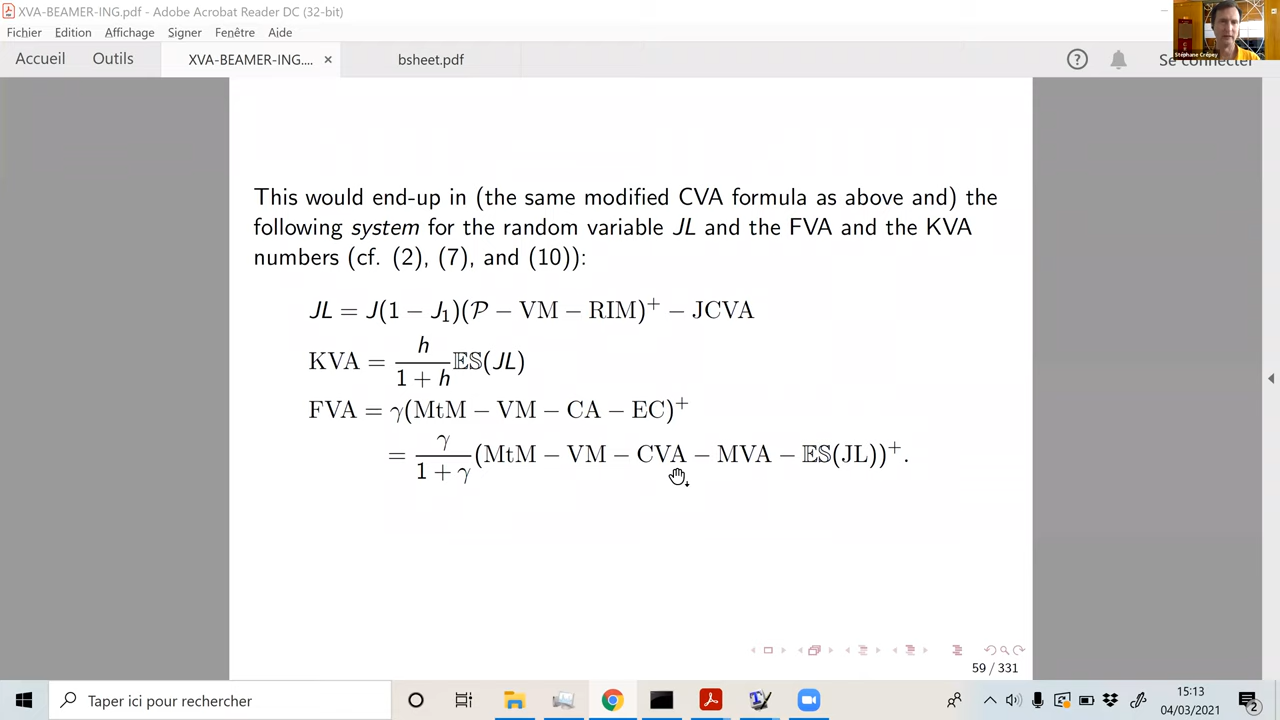 XVA-BEAMER-ING.pdf - Adobe Acrobat Reader DC (32-bit)
Fichier Edition Affichage Signer Fenêtre Aide
Stéphane Crépey
Accueil Outils XVA-BEAMER-ING.... × bsheet.pdf Se connecter
This would end-up in (the same modified CVA formula as above and) the
following system for the random variable JL and the FVA and the KVA
numbers (cf. (2), (7), and (10)):
JL = J(1 − J₁)(𝒫 − VM − RIM)⁺ − JCVA
KVA = h/(1 + h) 𝔼𝕊(JL)
FVA = γ(MtM − VM − CA − EC)⁺
= γ/(1 + γ) (MtM − VM − CVA − MVA − 𝔼𝕊(JL))⁺.
59 / 331
Taper ici pour rechercher
15:13
04/03/2021
2